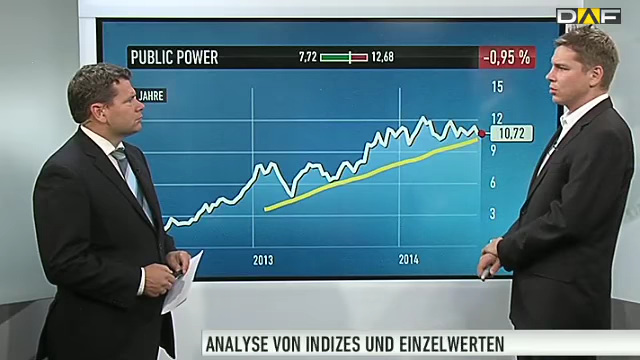 DAF
PUBLIC POWER 7,72 12,68 -0,95 %
JAHRE
15
12
10,72
9
6
3
2013 2014
ANALYSE VON INDIZES UND EINZELWERTEN